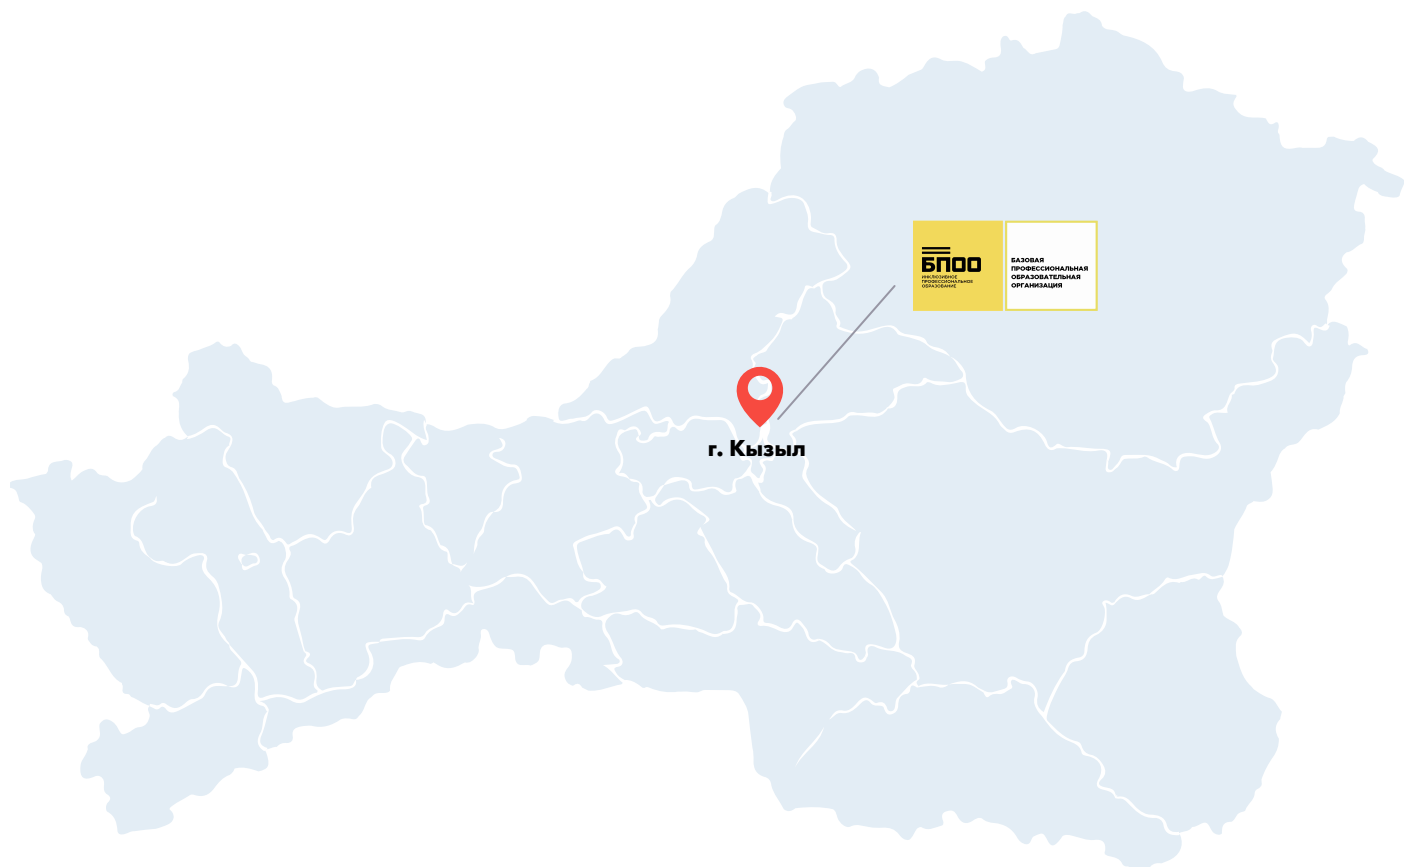 БПОО
ИНКЛЮЗИВНОЕ
ПРОФЕССИОНАЛЬНОЕ
ОБРАЗОВАНИЕ
БАЗОВАЯ
ПРОФЕССИОНАЛЬНАЯ
ОБРАЗОВАТЕЛЬНАЯ
ОРГАНИЗАЦИЯ
г. Кызыл